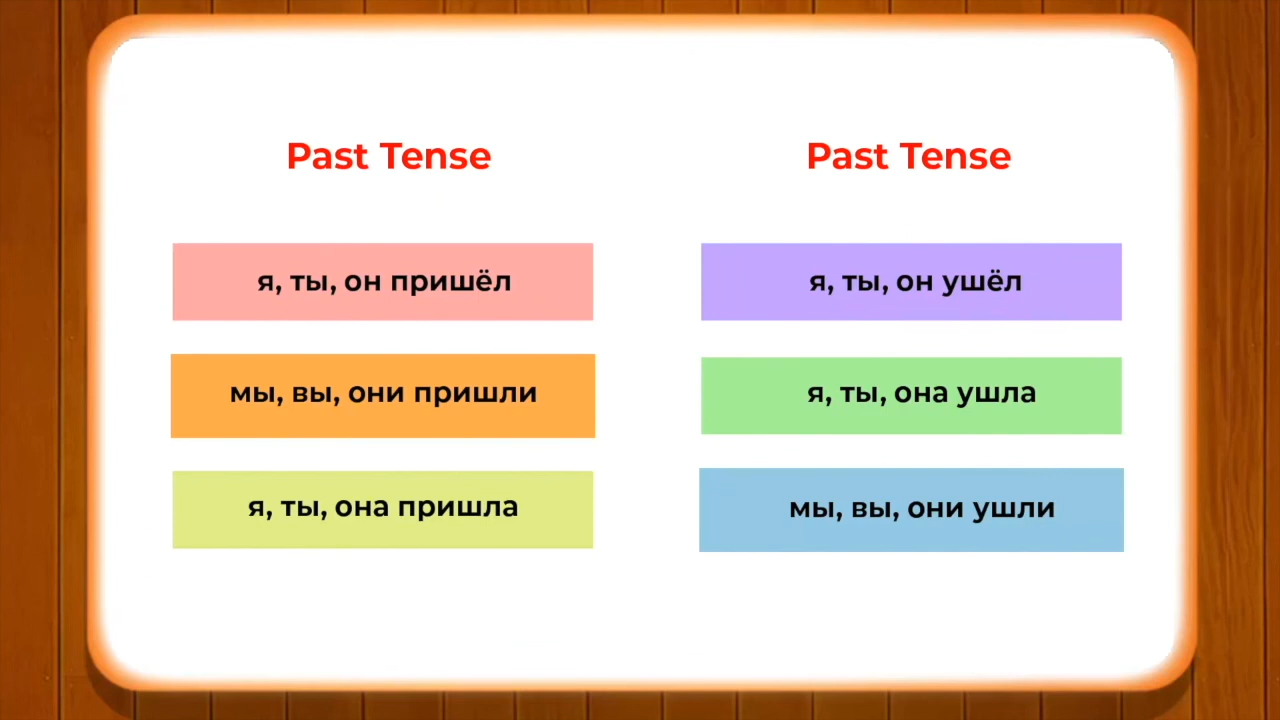 Past Tense
я, ты, он пришёл
мы, вы, они пришли
я, ты, она пришла
Past Tense
я, ты, он ушёл
я, ты, она ушла
мы, вы, они ушли